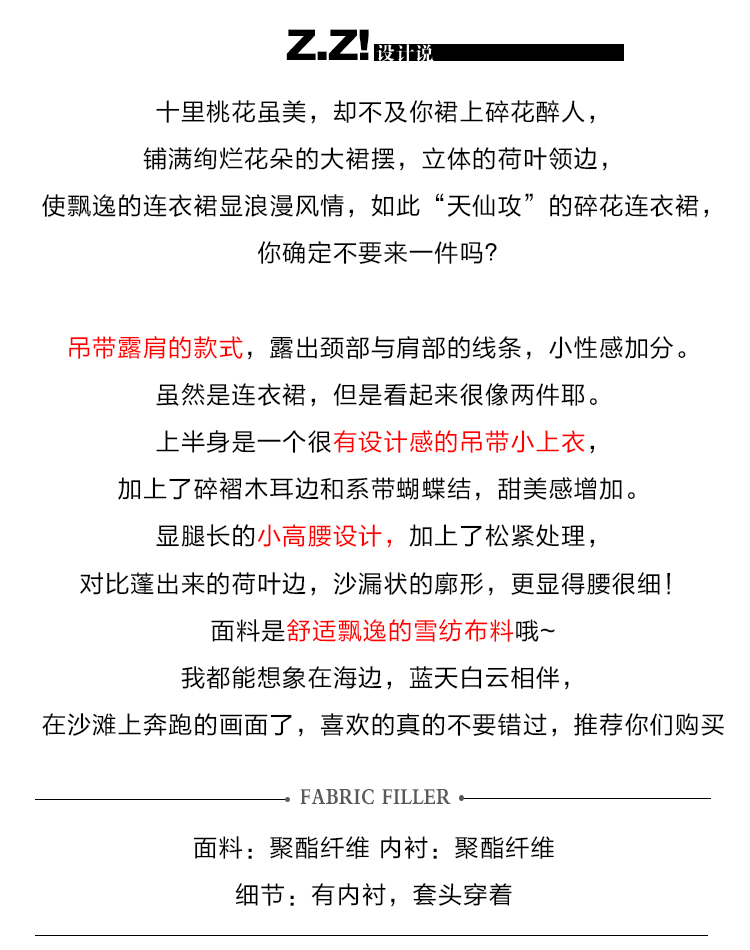 Z.Z! 设计说
十里桃花虽美，却不及你裙上碎花醉人，
铺满绚烂花朵的大裙摆，立体的荷叶领边，
使飘逸的连衣裙显浪漫风情，如此“天仙攻”的碎花连衣裙，
你确定不要来一件吗？
吊带露肩的款式，露出颈部与肩部的线条，小性感加分。
虽然是连衣裙，但是看起来很像两件耶。
上半身是一个很有设计感的吊带小上衣，
加上了碎褶木耳边和系带蝴蝶结，甜美感增加。
显腿长的小高腰设计，加上了松紧处理，
对比蓬出来的荷叶边，沙漏状的廓形，更显得腰很细！
面料是舒适飘逸的雪纺布料哦~
我都能想象在海边，蓝天白云相伴，
在沙滩上奔跑的画面了，喜欢的真的不要错过，推荐你们购买
FABRIC FILLER
面料：聚酯纤维 内衬：聚酯纤维
细节：有内衬，套头穿着